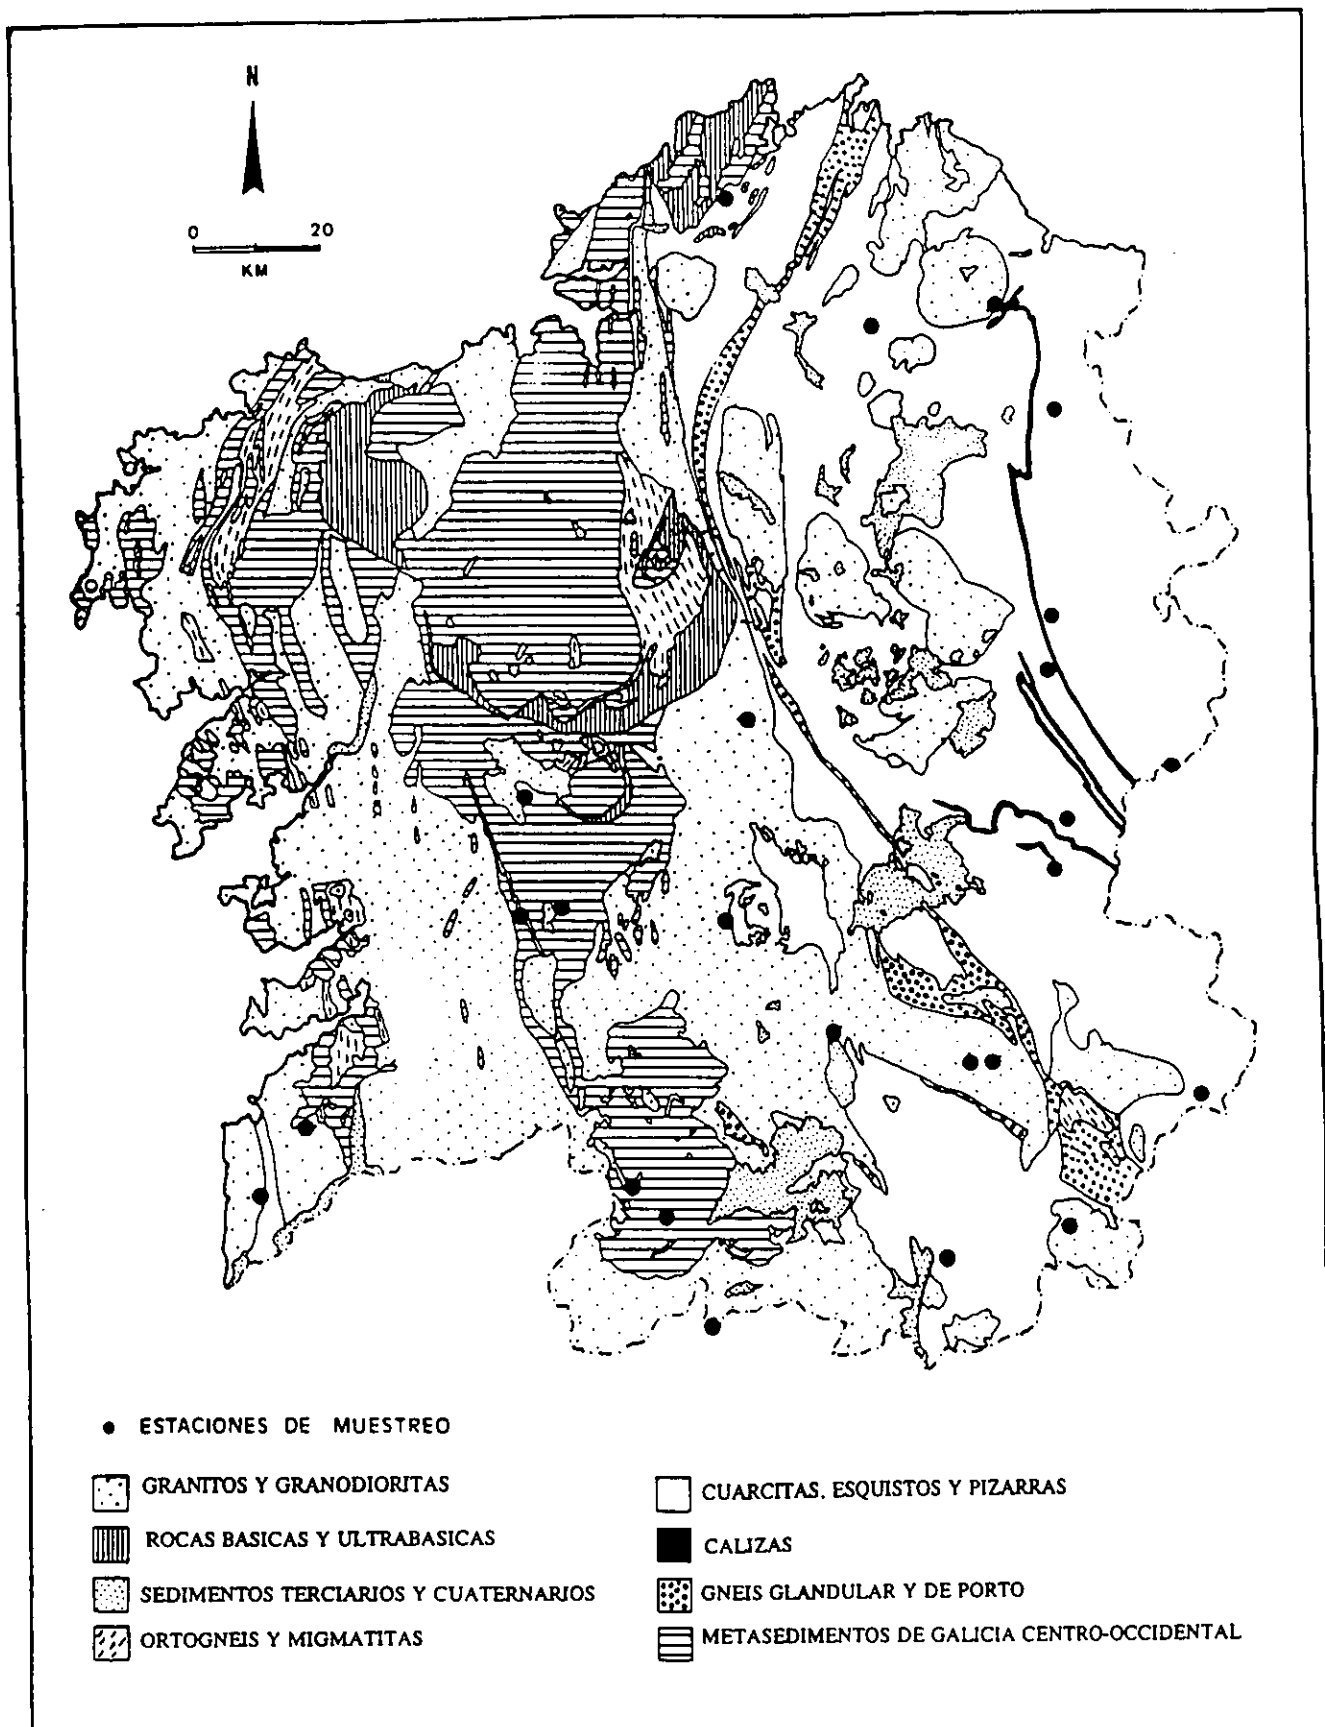 N
0 20
KM
ESTACIONES DE MUESTREO
GRANITOS Y GRANODIORITAS
ROCAS BASICAS Y ULTRABASICAS
SEDIMENTOS TERCIARIOS Y CUATERNARIOS
ORTOGNEIS Y MIGMATITAS
CUARCITAS, ESQUISTOS Y PIZARRAS
CALIZAS
GNEIS GLANDULAR Y DE PORTO
METASEDIMENTOS DE GALICIA CENTRO-OCCIDENTAL